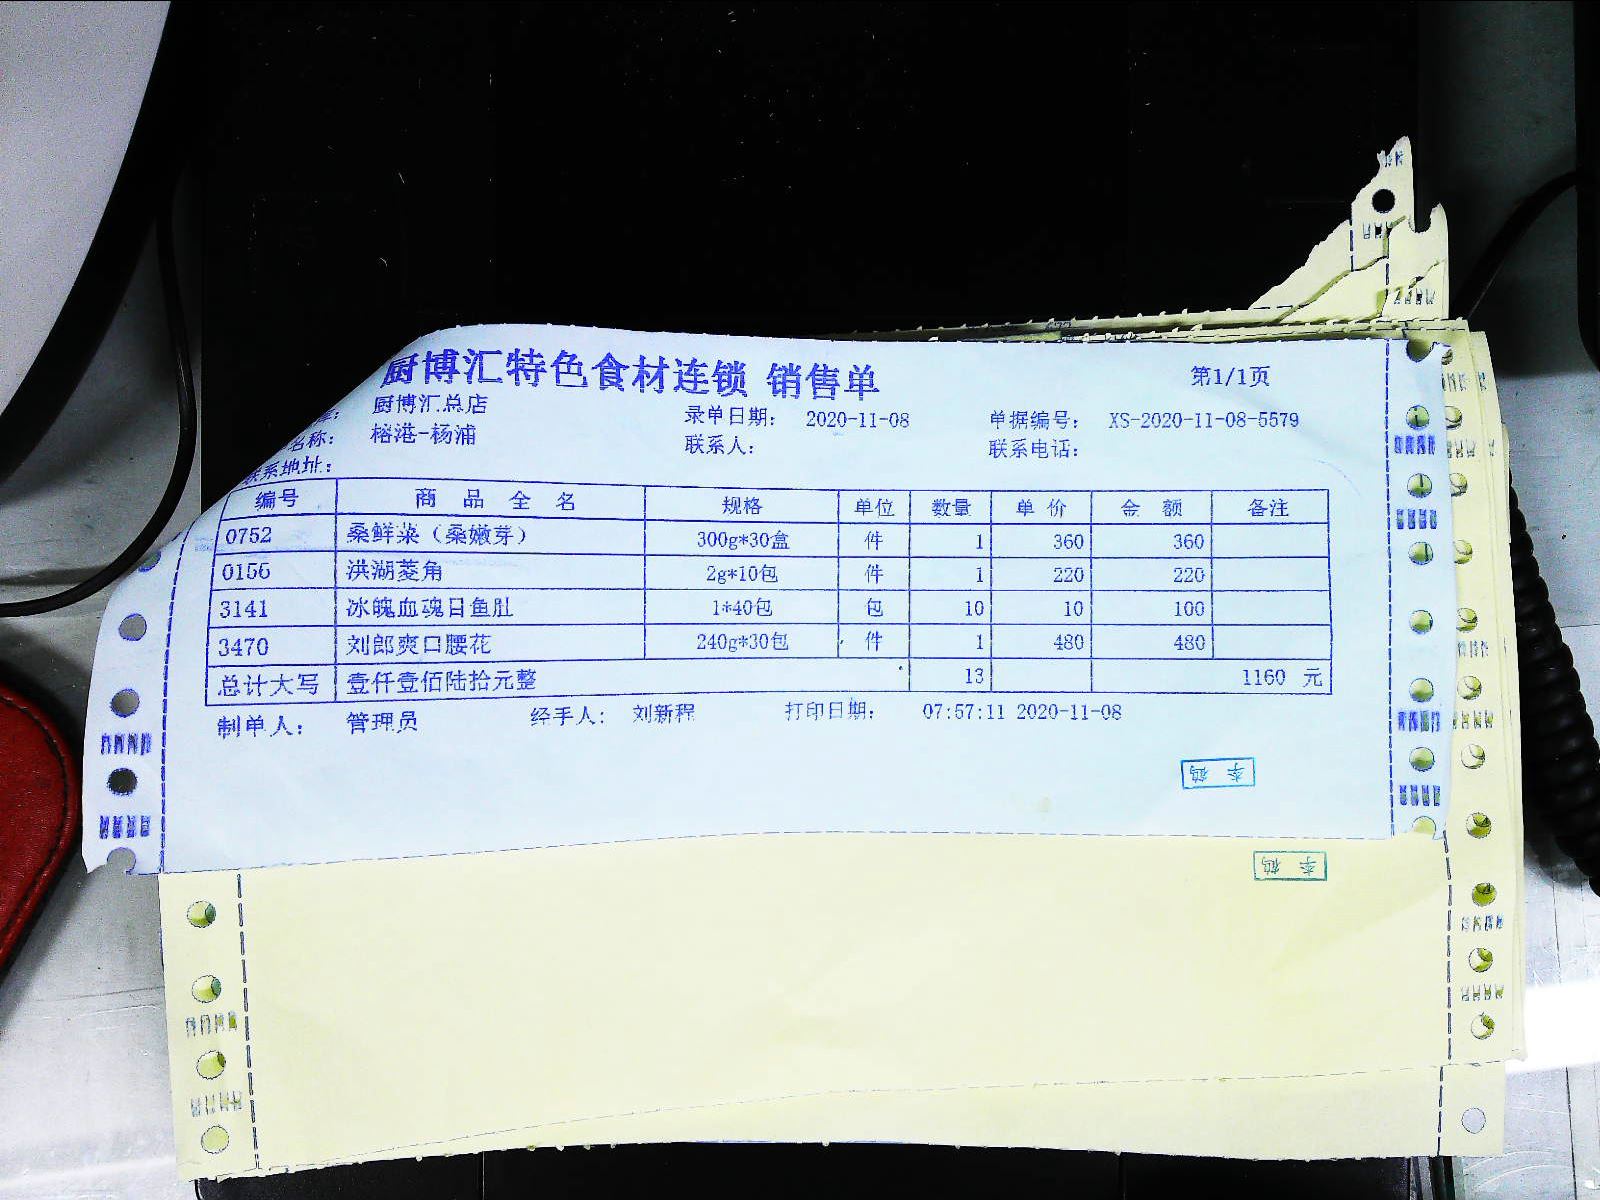 厨博汇特色食材连锁 销售单
第1/1页
厨博汇总店 录单日期： 2020-11-08 单据编号： XS-2020-11-08-5579
名称： 榕港-杨浦 联系人： 联系电话：
联系地址：
编号 商品全名 规格 单位 数量 单价 金额 备注
0752 桑鲜菜（桑嫩芽） 300g*30盒 件 1 360 360
0156 洪湖菱角 2g*10包 件 1 220 220
3141 冰魄血魂日鱼肚 1*40包 包 10 10 100
3470 刘郎爽口腰花 240g*30包 件 1 480 480
总计大写 壹仟壹佰陆拾元整 13 1160 元
制单人： 管理员 经手人： 刘新程 打印日期： 07:57:11 2020-11-08
李 鹤
李 鹤